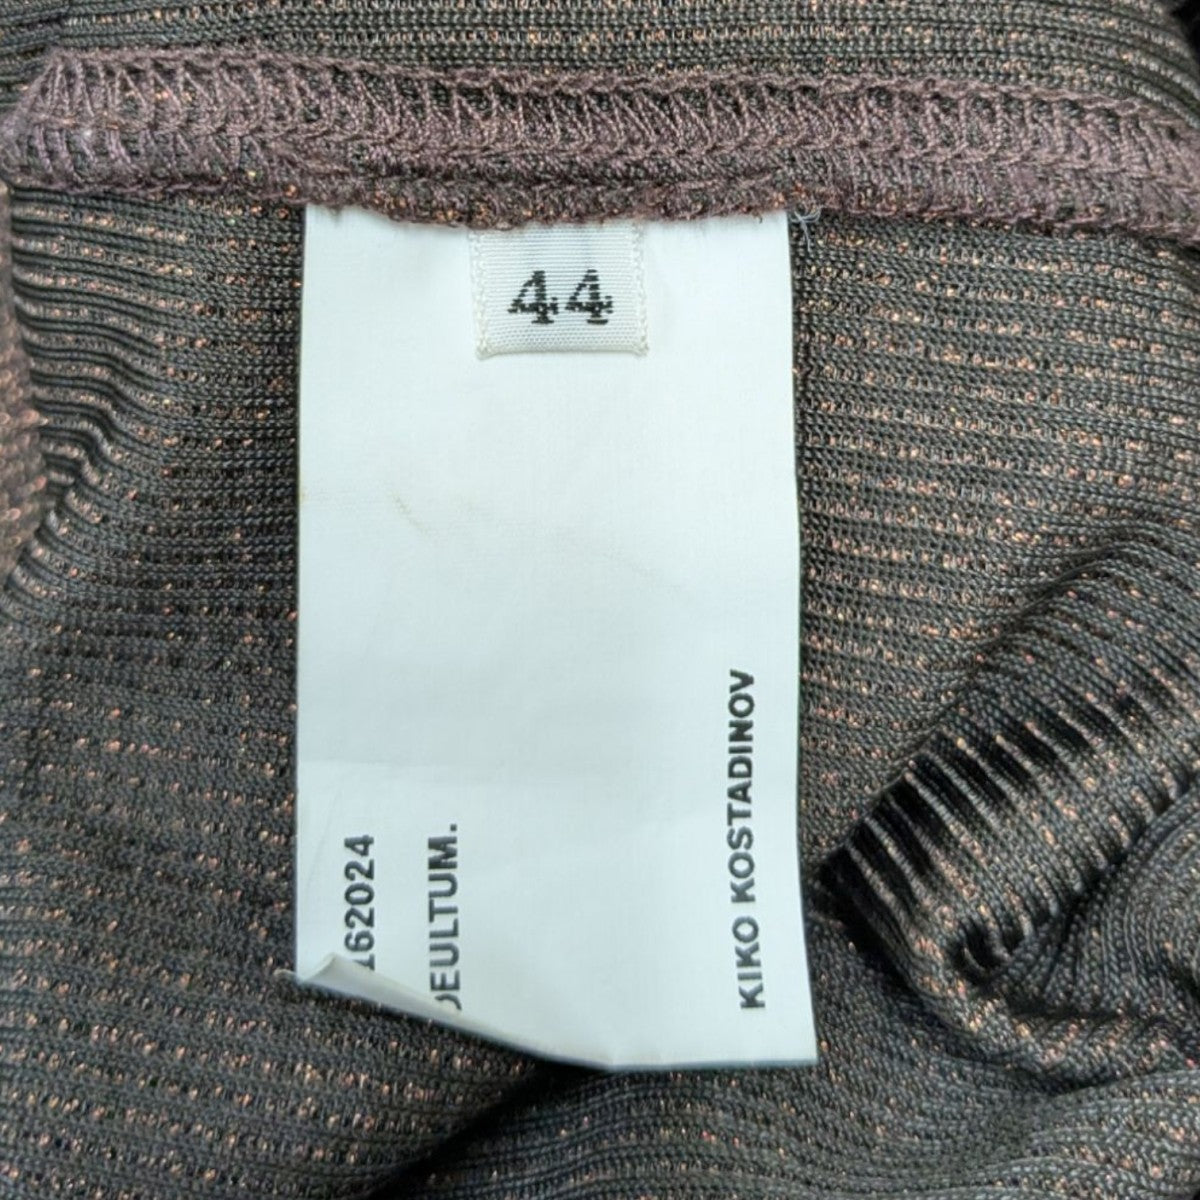 44
162024
DEULTUM.
KIKO KOSTADINOV